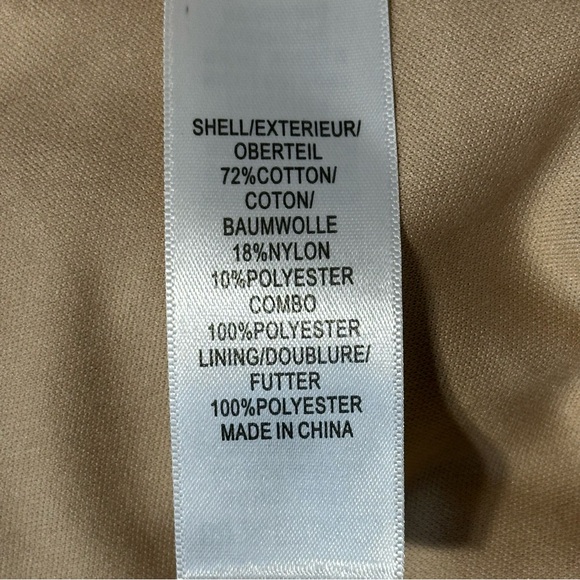 SHELL/EXTERIEUR/
OBERTEIL
72%COTTON/
COTON/
BAUMWOLLE
18%NYLON
10%POLYESTER
COMBO
100%POLYESTER
LINING/DOUBLURE/
FUTTER
100%POLYESTER
MADE IN CHINA